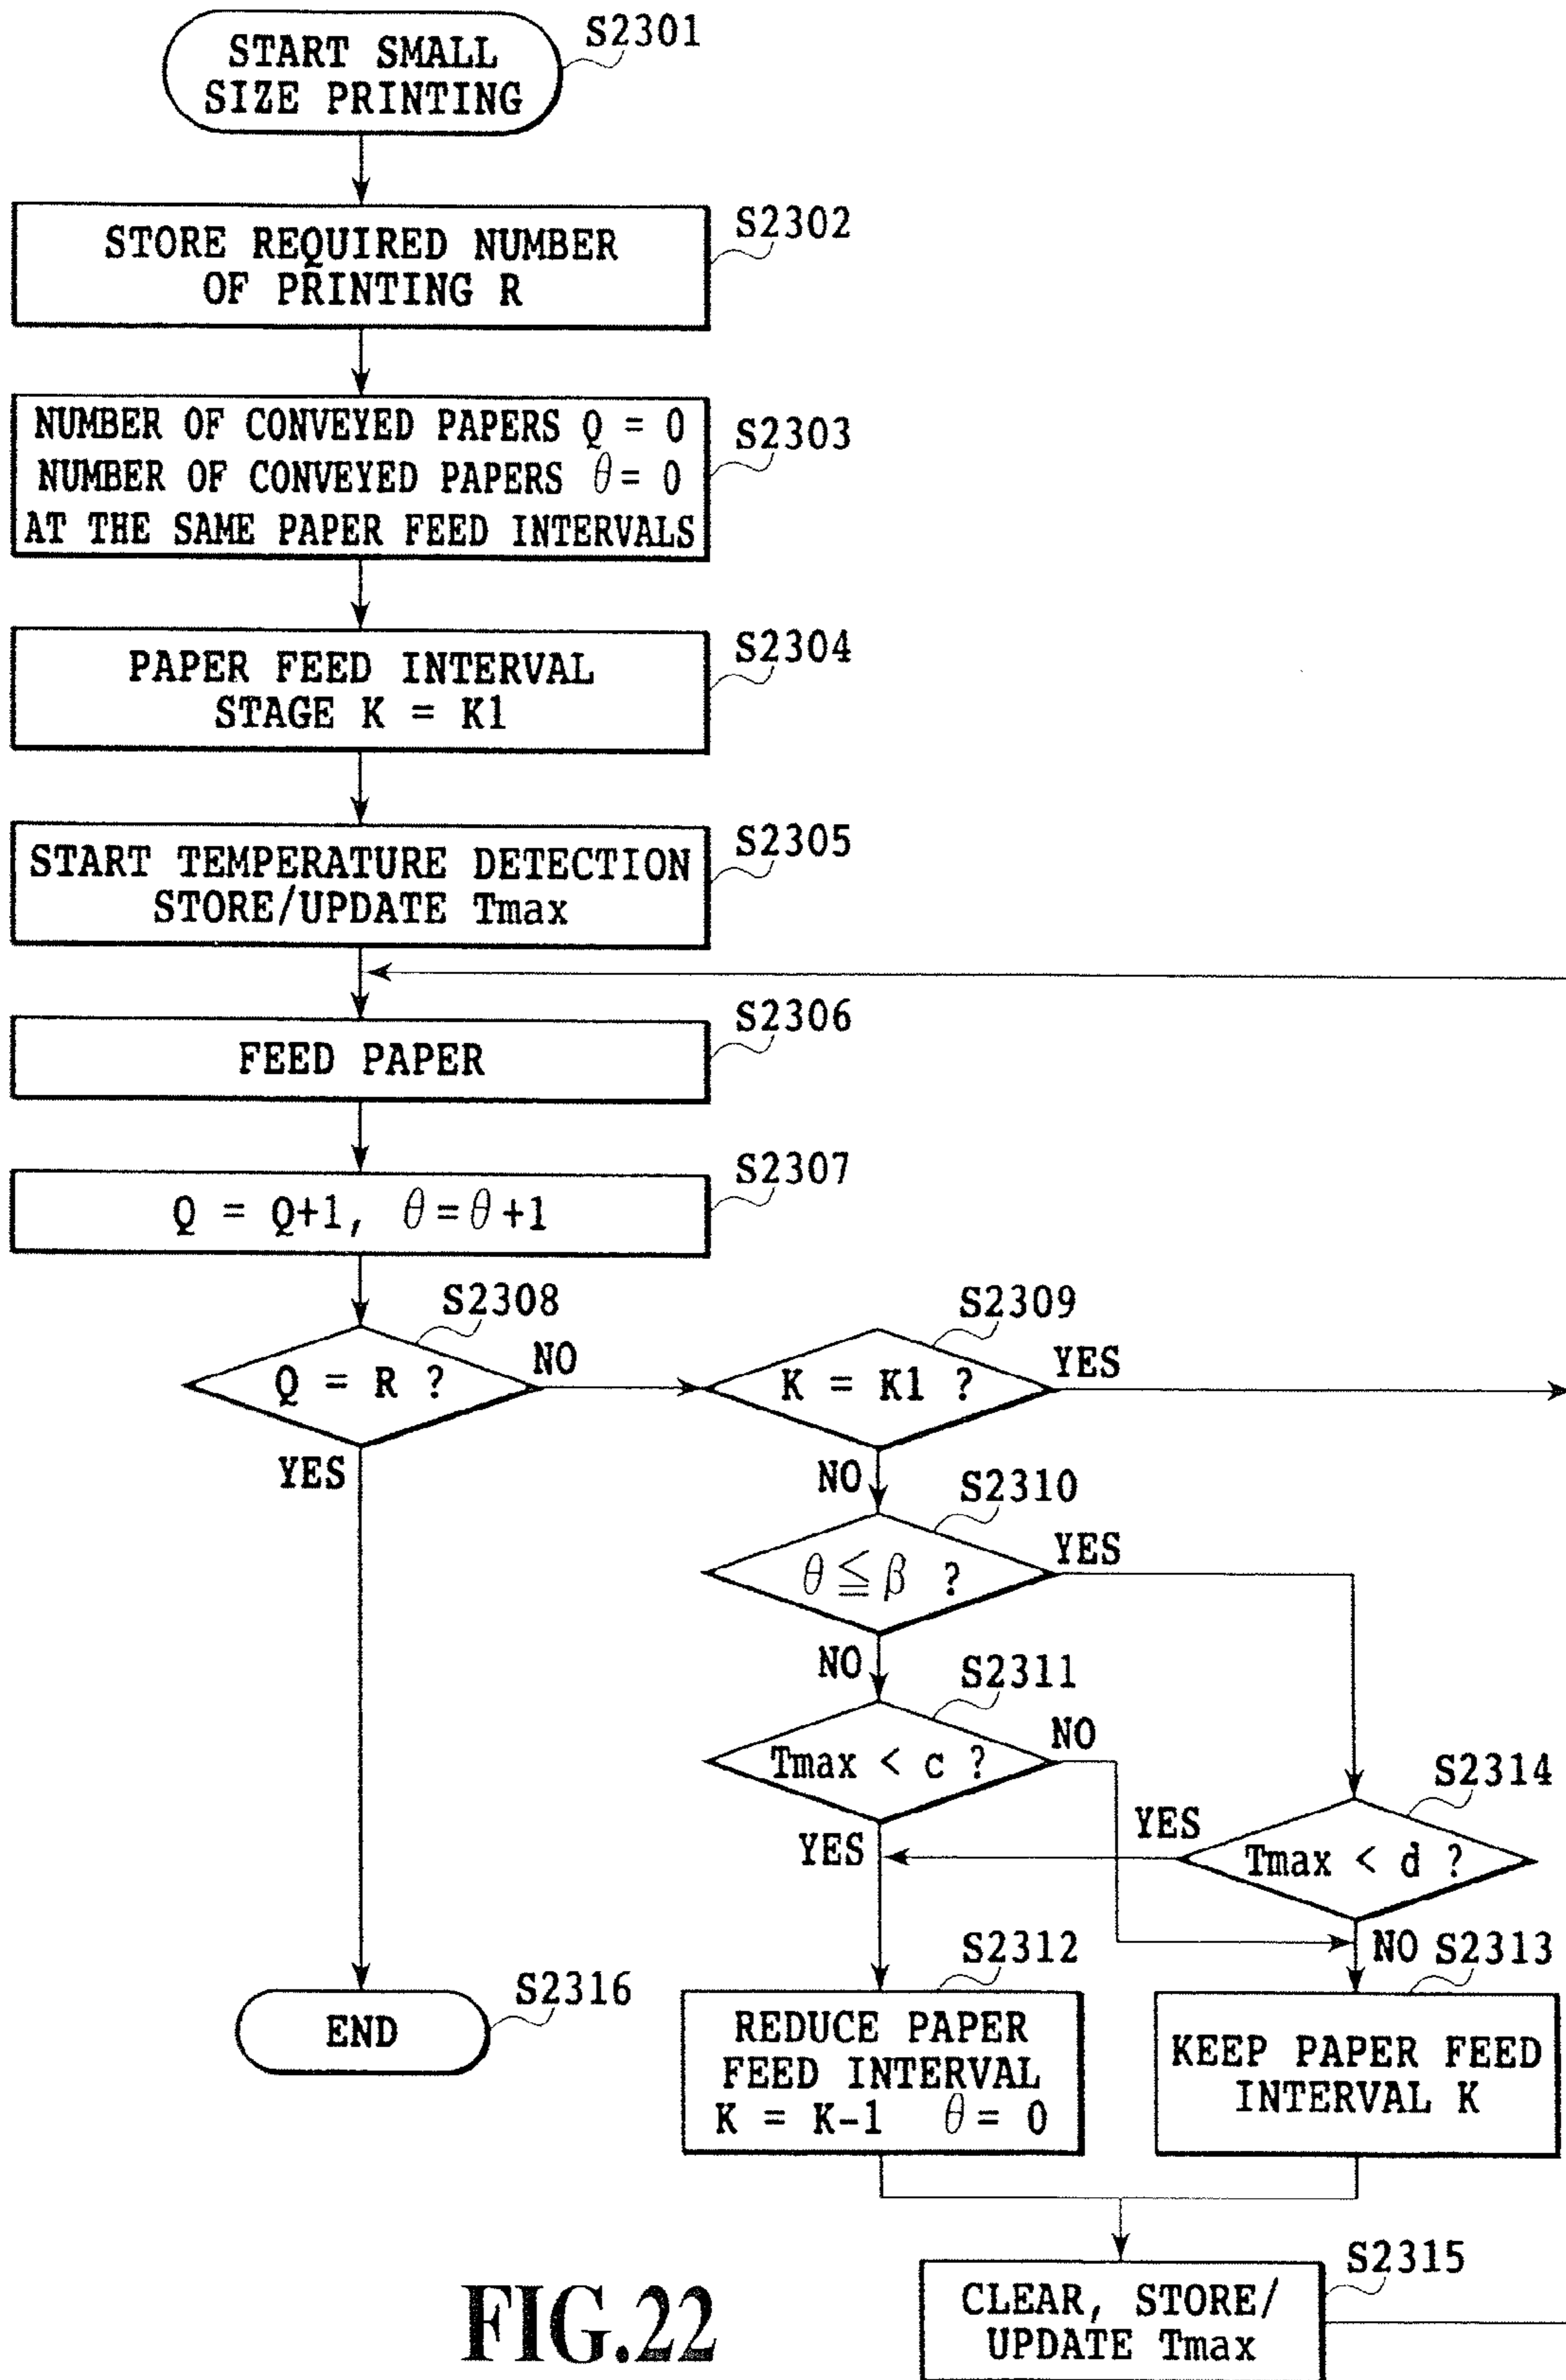 START SMALL
SIZE PRINTING
S2301
STORE REQUIRED NUMBER
OF PRINTING R
S2302
NUMBER OF CONVEYED PAPERS Q = 0
NUMBER OF CONVEYED PAPERS θ = 0
AT THE SAME PAPER FEED INTERVALS
S2303
PAPER FEED INTERVAL
STAGE K = K1
S2304
START TEMPERATURE DETECTION
STORE/UPDATE Tmax
S2305
FEED PAPER
S2306
Q = Q+1, θ = θ +1
S2307
Q = R ?
S2308
NO
YES
K = K1 ?
S2309
YES
NO
θ ≦ β ?
S2310
YES
NO
Tmax < c ?
S2311
NO
YES
Tmax < d ?
S2314
YES
NO
REDUCE PAPER
FEED INTERVAL
K = K-1 θ = 0
S2312
KEEP PAPER FEED
INTERVAL K
S2313
END
S2316
CLEAR, STORE/
UPDATE Tmax
S2315
FIG.22